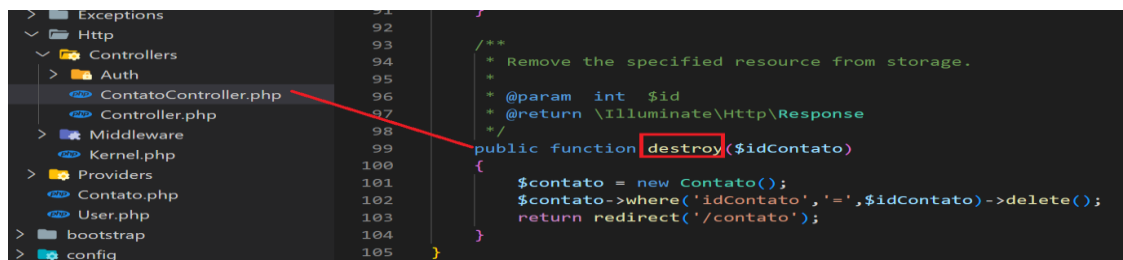 Exceptions
Http
Controllers
Auth
ContatoController.php
Controller.php
Middleware
Kernel.php
Providers
Contato.php
User.php
bootstrap
config
91 }
92
93 /**
94 * Remove the specified resource from storage.
95 *
96 * @param int $id
97 * @return \Illuminate\Http\Response
98 */
99 public function destroy($idContato)
100 {
101 $contato = new Contato();
102 $contato->where('idContato','=',$idContato)->delete();
103 return redirect('/contato');
104 }
105 }